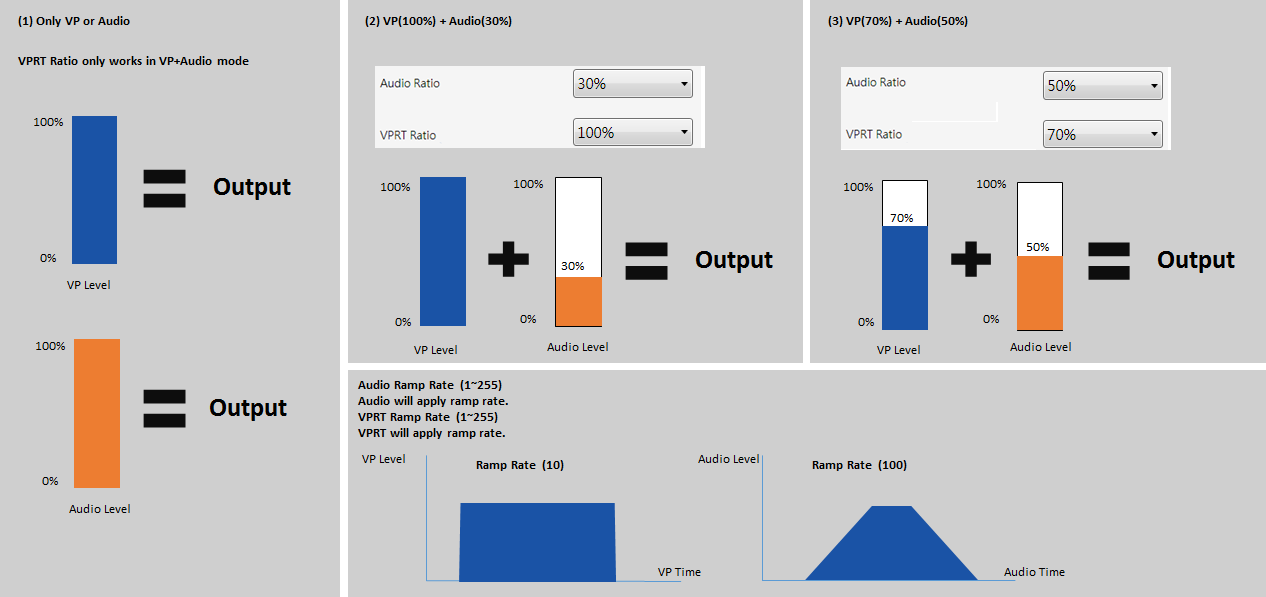 (1) Only VP or Audio
VPRT Ratio only works in VP+Audio mode
100%
Output
0%
VP Level
100%
Output
0%
Audio Level
(2) VP(100%) + Audio(30%)
Audio Ratio
30%
VPRT Ratio
100%
100%
100%
30%
Output
0%
0%
VP Level
Audio Level
(3) VP(70%) + Audio(50%)
Audio Ratio
50%
VPRT Ratio
70%
100%
100%
70%
50%
Output
0%
0%
VP Level
Audio Level
Audio Ramp Rate (1~255)
Audio will apply ramp rate.
VPRT Ramp Rate (1~255)
VPRT will apply ramp rate.
VP Level
Ramp Rate (10)
VP Time
Audio Level
Ramp Rate (100)
Audio Time